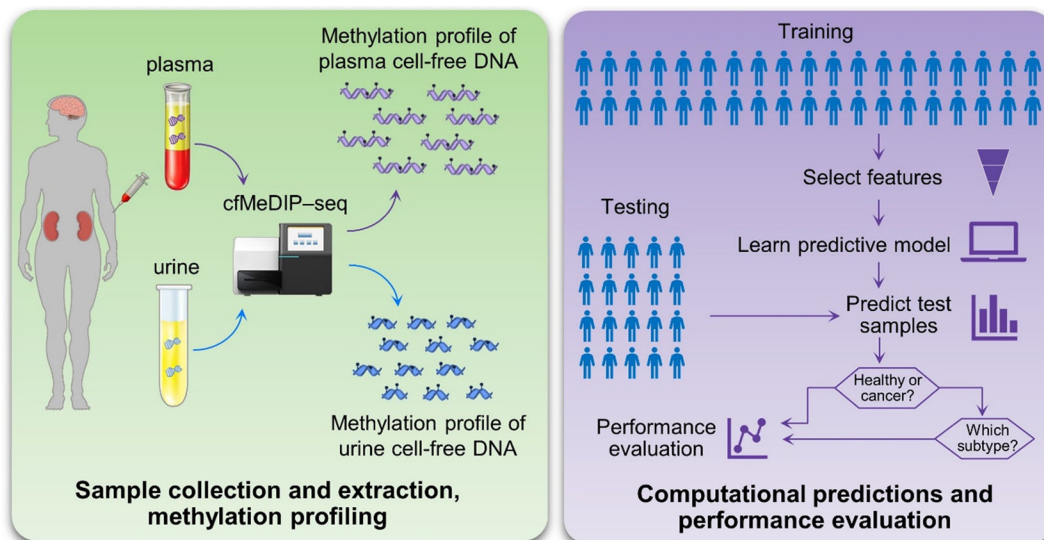 Methylation profile of
plasma cell-free DNA
plasma
cfMeDIP–seq
urine
Methylation profile of
urine cell-free DNA
Sample collection and extraction,
methylation profiling
Training
Select features
Testing
Learn predictive model
Predict test
samples
Healthy or
cancer?
Which
subtype?
Performance
evaluation
Computational predictions and
performance evaluation